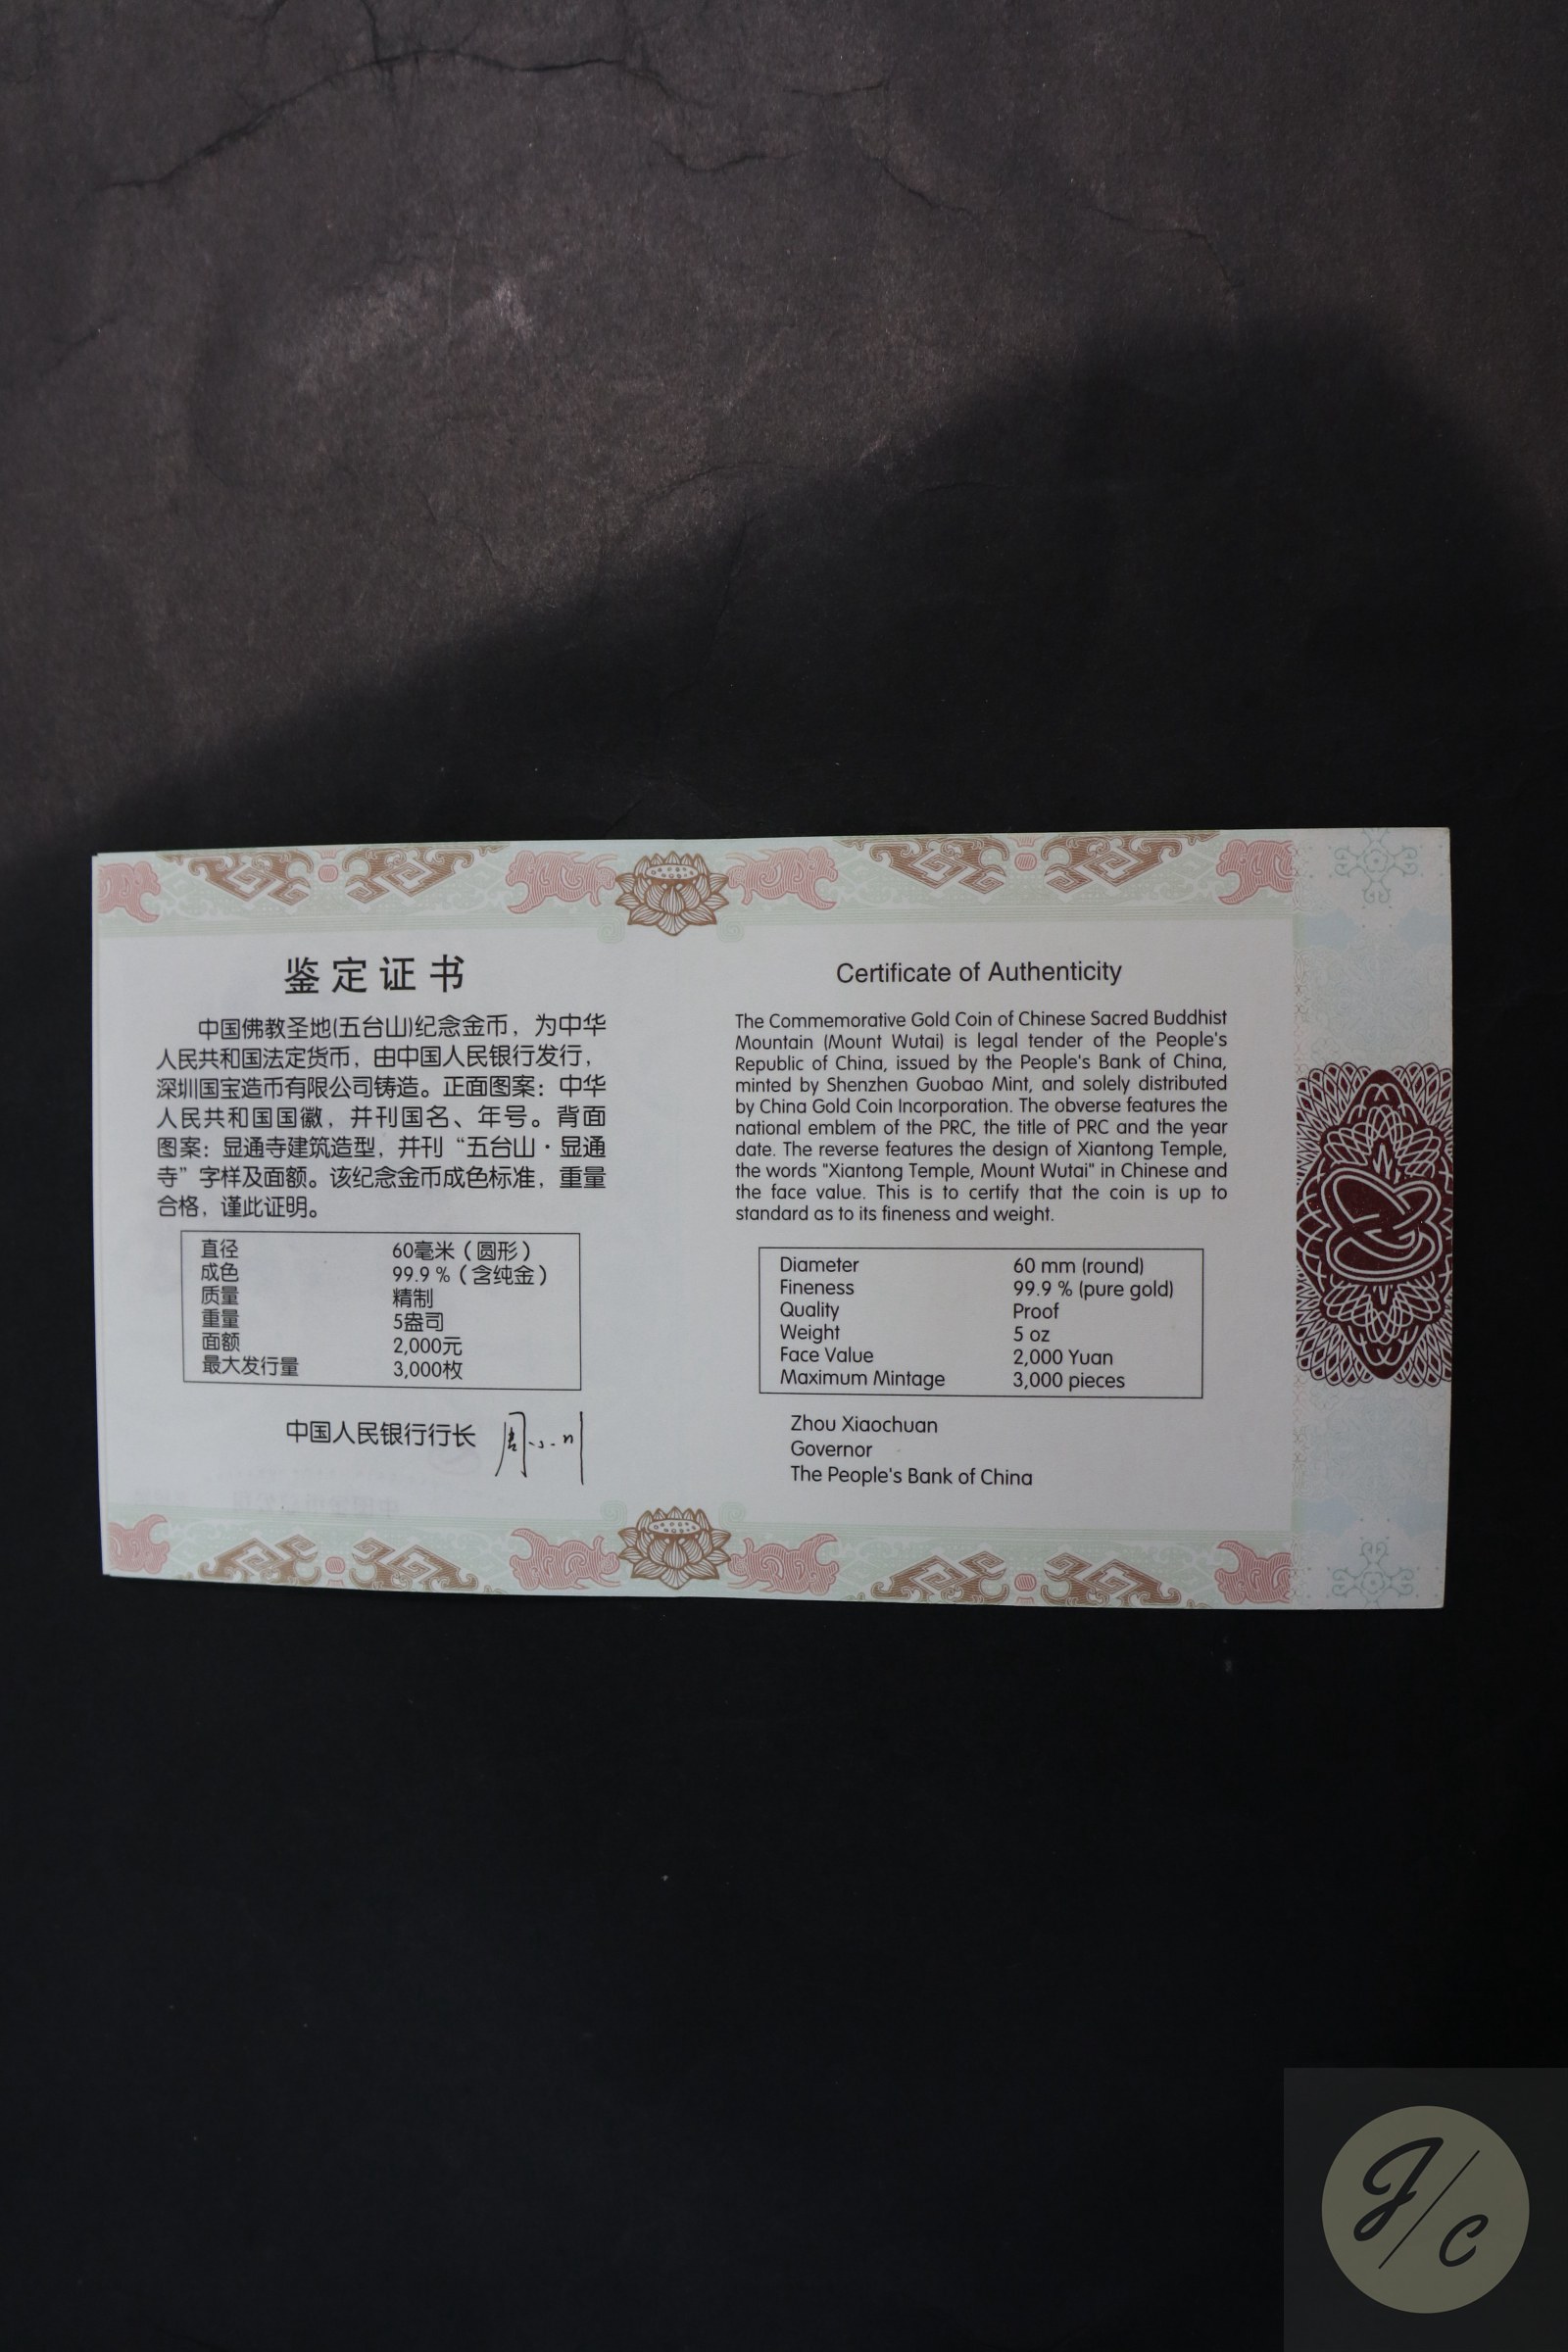 鉴定证书
中国佛教圣地(五台山)纪念金币，为中华
人民共和国法定货币，由中国人民银行发行，
深圳国宝造币有限公司铸造。正面图案：中华
人民共和国国徽，并刊国名、年号。背面
图案：显通寺建筑造型，并刊“五台山·显通
寺”字样及面额。该纪念金币成色标准，重量
合格，谨此证明。
直径 60毫米（圆形）
成色 99.9％（含纯金）
质量 精制
重量 5盎司
面额 2,000元
最大发行量 3,000枚
中国人民银行行长 周小川
Certificate of Authenticity
The Commemorative Gold Coin of Chinese Sacred Buddhist
Mountain (Mount Wutai) is legal tender of the People's
Republic of China, issued by the People's Bank of China,
minted by Shenzhen Guobao Mint, and solely distributed
by China Gold Coin Incorporation. The obverse features the
national emblem of the PRC, the title of PRC and the year
date. The reverse features the design of Xiantong Temple,
the words "Xiantong Temple, Mount Wutai" in Chinese and
the face value. This is to certify that the coin is up to
standard as to its fineness and weight.
Diameter 60 mm (round)
Fineness 99.9 % (pure gold)
Quality Proof
Weight 5 oz
Face Value 2,000 Yuan
Maximum Mintage 3,000 pieces
Zhou Xiaochuan
Governor
The People's Bank of China
J/C